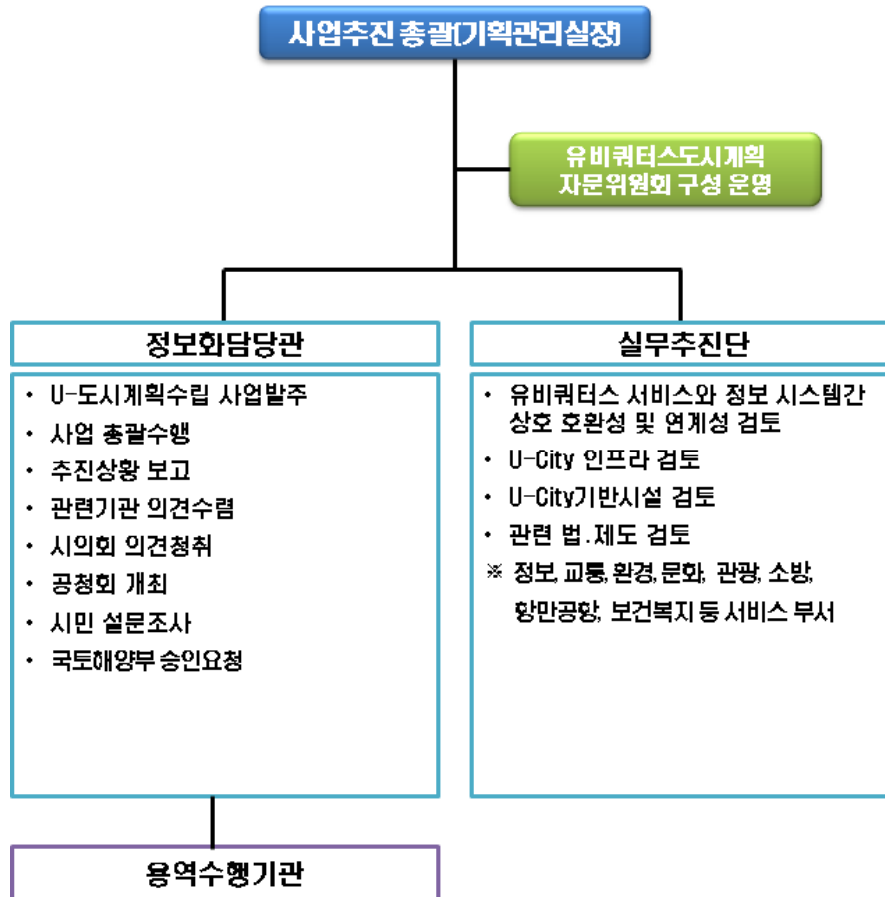 사업추진 총괄(기획관리실장)
유비쿼터스도시계획
자문위원회 구성 운영
정보화담당관
• U-도시계획수립 사업발주
• 사업 총괄수행
• 추진상황 보고
• 관련기관 의견수렴
• 시의회 의견청취
• 공청회 개최
• 시민 설문조사
• 국토해양부 승인요청
실무추진단
• 유비쿼터스 서비스와 정보 시스템간
상호 호환성 및 연계성 검토
• U-City 인프라 검토
• U-City기반시설 검토
• 관련 법.제도 검토
※ 정보, 교통, 환경, 문화, 관광, 소방,
항만공항, 보건복지 등 서비스 부서
용역수행기관